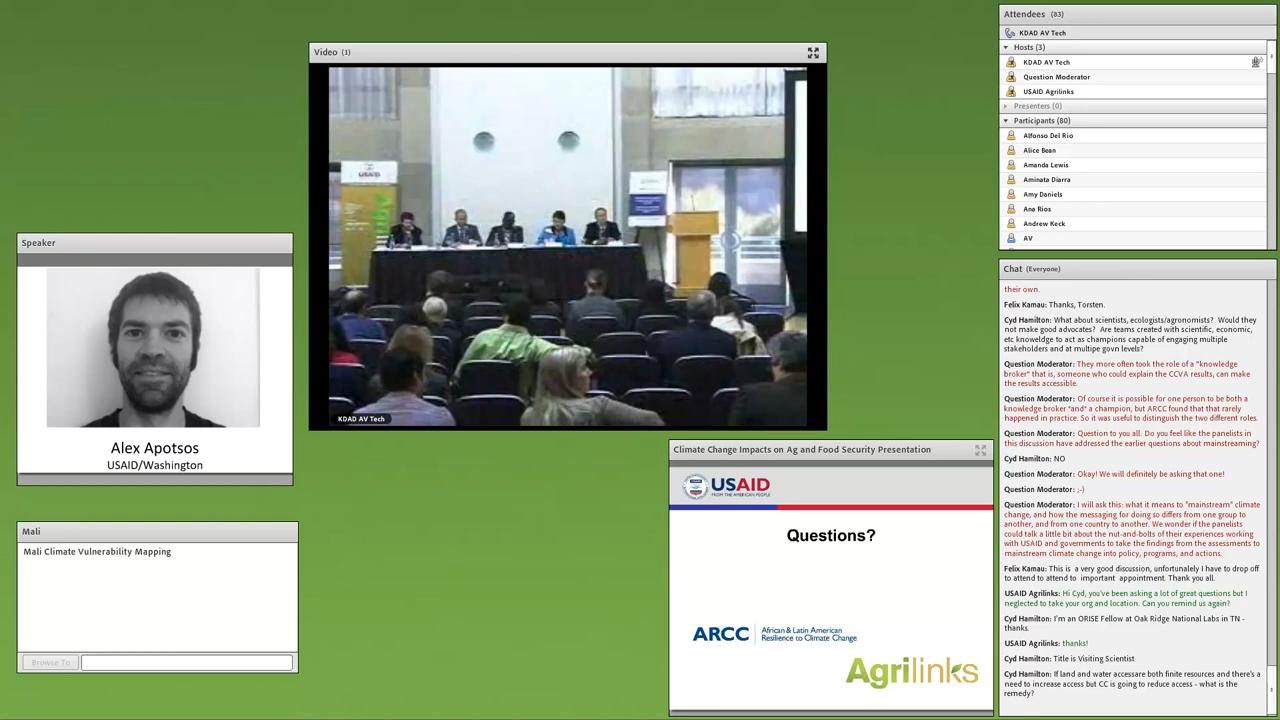 Speaker
Alex Apotsos
USAID/Washington
Mali
Mali Climate Vulnerability Mapping
Browse To
Video (1)
USAID
KDAD AV Tech
Climate Change Impacts on Ag and Food Security Presentation
USAID
FROM THE AMERICAN PEOPLE
Questions?
ARCC
African & Latin American
Resilience to Climate Change
Agrilinks
Attendees (83)
KDAD AV Tech
Hosts (3)
KDAD AV Tech
Question Moderator
USAID Agrilinks
Presenters (0)
Participants (80)
Alfonso Del Rio
Alice Bean
Amanda Lewis
Aminata Diarra
Amy Daniels
Ana Rios
Andrew Keck
AV
Chat (Everyone)
their own.
Felix Kamau: Thanks, Torsten.
Cyd Hamilton: What about scientists, ecologists/agronomists? Would they
not make good advocates? Are teams created with scientific, economic,
etc knoweldge to act as champions capable of engaging multiple
stakeholders and at multipe govn levels?
Question Moderator: They more often took the role of a "knowledge
broker" that is, someone who could explain the CCVA results, can make
the results accessible.
Question Moderator: Of course it is possible for one person to be both a
knowledge broker *and* a champion, but ARCC found that that rarely
happened in practice. So it was useful to distinguish the two different roles.
Question Moderator: Question to you all: Do you feel like the panelists in
this discussion have addressed the earlier questions about mainstreaming?
Cyd Hamilton: NO
Question Moderator: Okay! We will definitely be asking that one!
Question Moderator: ;-)
Question Moderator: I will ask this: what it means to "mainstream" climate
change, and how the messaging for doing so differs from one group to
another, and from one country to another. We wonder if the panelists
could talk a little bit about the nut-and-bolts of their experiences working
with USAID and governments to take the findings from the assessments to
mainstream climate change into policy, programs, and actions.
Felix Kamau: This is a very good discussion, unfortunalely I have to drop off
to attend to attend to important appointment. Thank you all.
USAID Agrilinks: Hi Cyd, you've been asking a lot of great questions but I
neglected to take your org and location. Can you remind us again?
Cyd Hamilton: I'm an ORISE Fellow at Oak Ridge National Labs in TN -
thanks.
USAID Agrilinks: thanks!
Cyd Hamilton: Title is Visiting Scientist
Cyd Hamilton: If land and water accessare both finite resources and there's a
need to increase access but CC is going to reduce access - what is the
remedy?